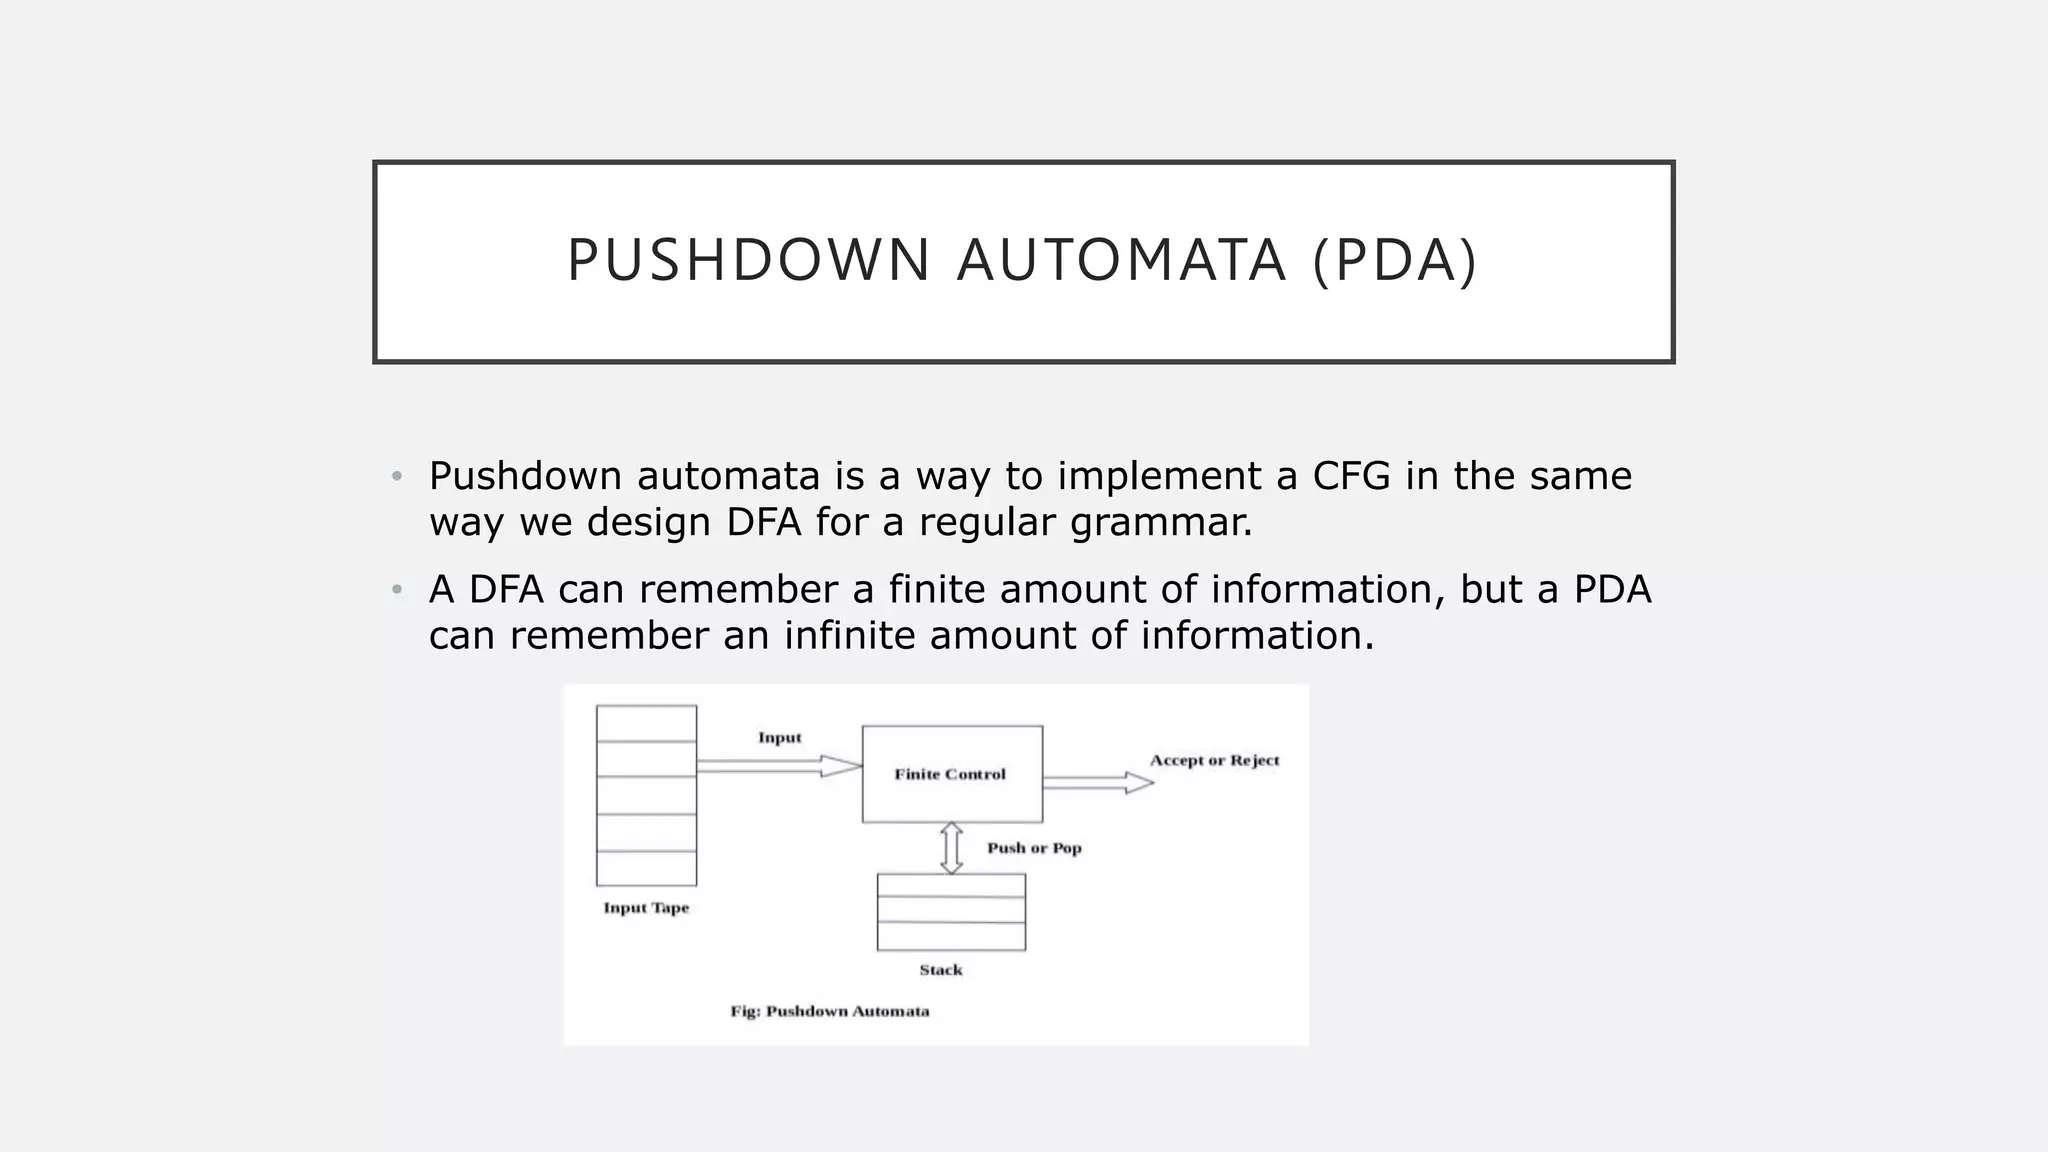 PUSHDOWN AUTOMATA (PDA)
• Pushdown automata is a way to implement a CFG in the same
way we design DFA for a regular grammar.
• A DFA can remember a finite amount of information, but a PDA
can remember an infinite amount of information.
Input
Finite Control
Accept or Reject
Push or Pop
Input Tape
Stack
Fig: Pushdown Automata